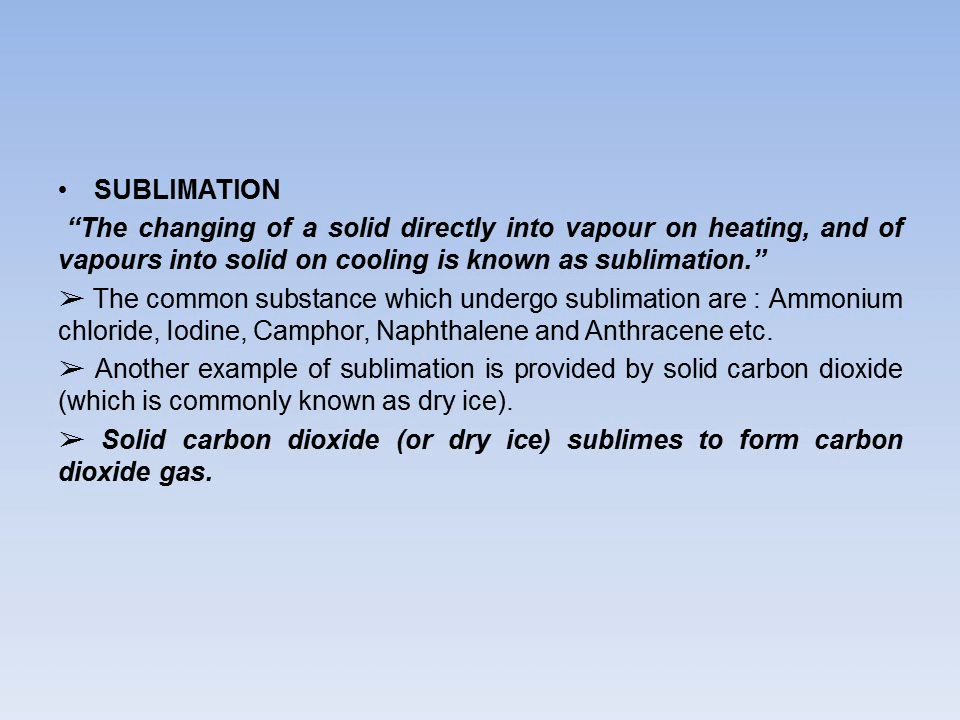 • SUBLIMATION
“The changing of a solid directly into vapour on heating, and of
vapours into solid on cooling is known as sublimation.”
➢ The common substance which undergo sublimation are : Ammonium
chloride, Iodine, Camphor, Naphthalene and Anthracene etc.
➢ Another example of sublimation is provided by solid carbon dioxide
(which is commonly known as dry ice).
➢ Solid carbon dioxide (or dry ice) sublimes to form carbon
dioxide gas.